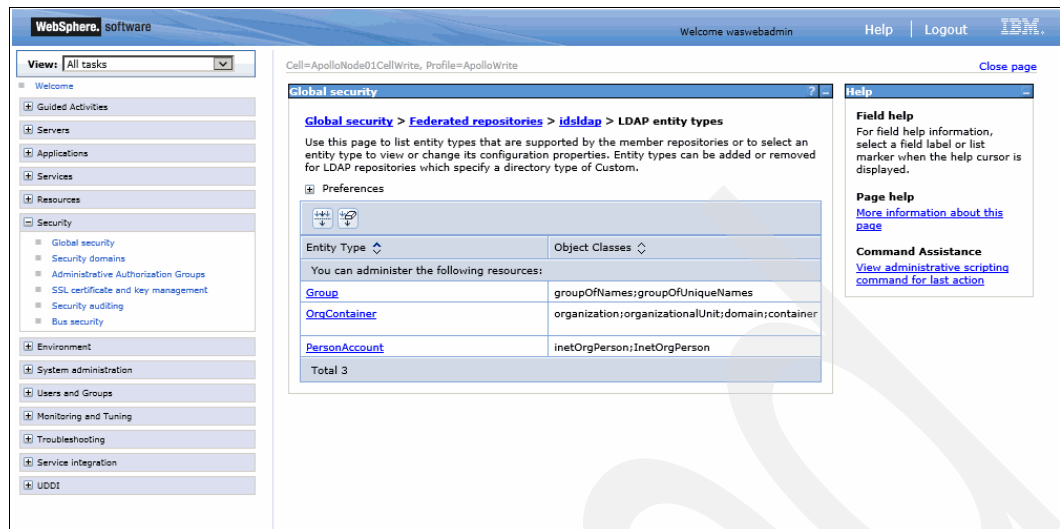 WebSphere. software
Welcome waswebadmin
Help
Logout
IBM.
View: All tasks
Welcome
Guided Activities
Servers
Applications
Services
Resources
Security
Global security
Security domains
Administrative Authorization Groups
SSL certificate and key management
Security auditing
Bus security
Environment
System administration
Users and Groups
Monitoring and Tuning
Troubleshooting
Service integration
UDDI
Cell=ApolloNode01CellWrite, Profile=ApolloWrite
Close page
Global security
?
Global security > Federated repositories > idsldap > LDAP entity types
Use this page to list entity types that are supported by the member repositories or to select an
entity type to view or change its configuration properties. Entity types can be added or removed
for LDAP repositories which specify a directory type of Custom.
Preferences
Entity Type Object Classes
You can administer the following resources:
Group groupOfNames;groupOfUniqueNames
OrgContainer organization;organizationalUnit;domain;container
PersonAccount inetOrgPerson;InetOrgPerson
Total 3
Help
Field help
For field help information,
select a field label or list
marker when the help cursor is
displayed.
Page help
More information about this
page
Command Assistance
View administrative scripting
command for last action